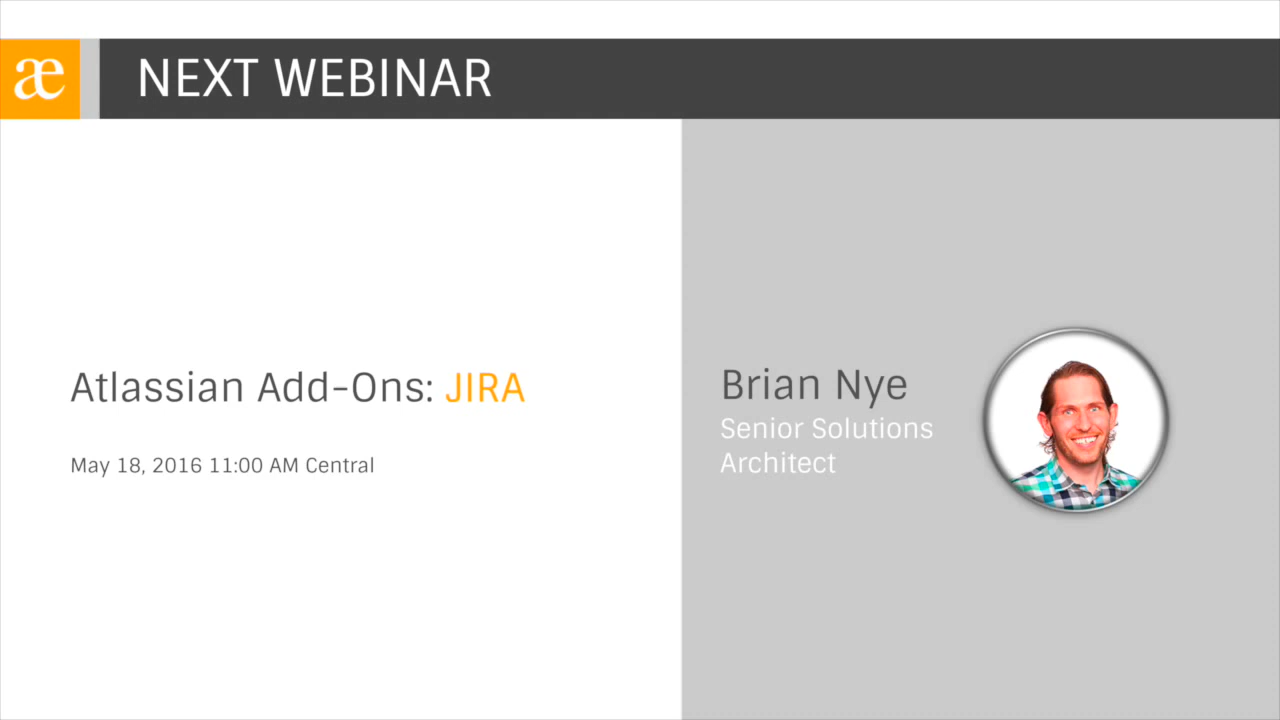 æ
NEXT WEBINAR
Atlassian Add-Ons: JIRA
May 18, 2016 11:00 AM Central
Brian Nye
Senior Solutions
Architect